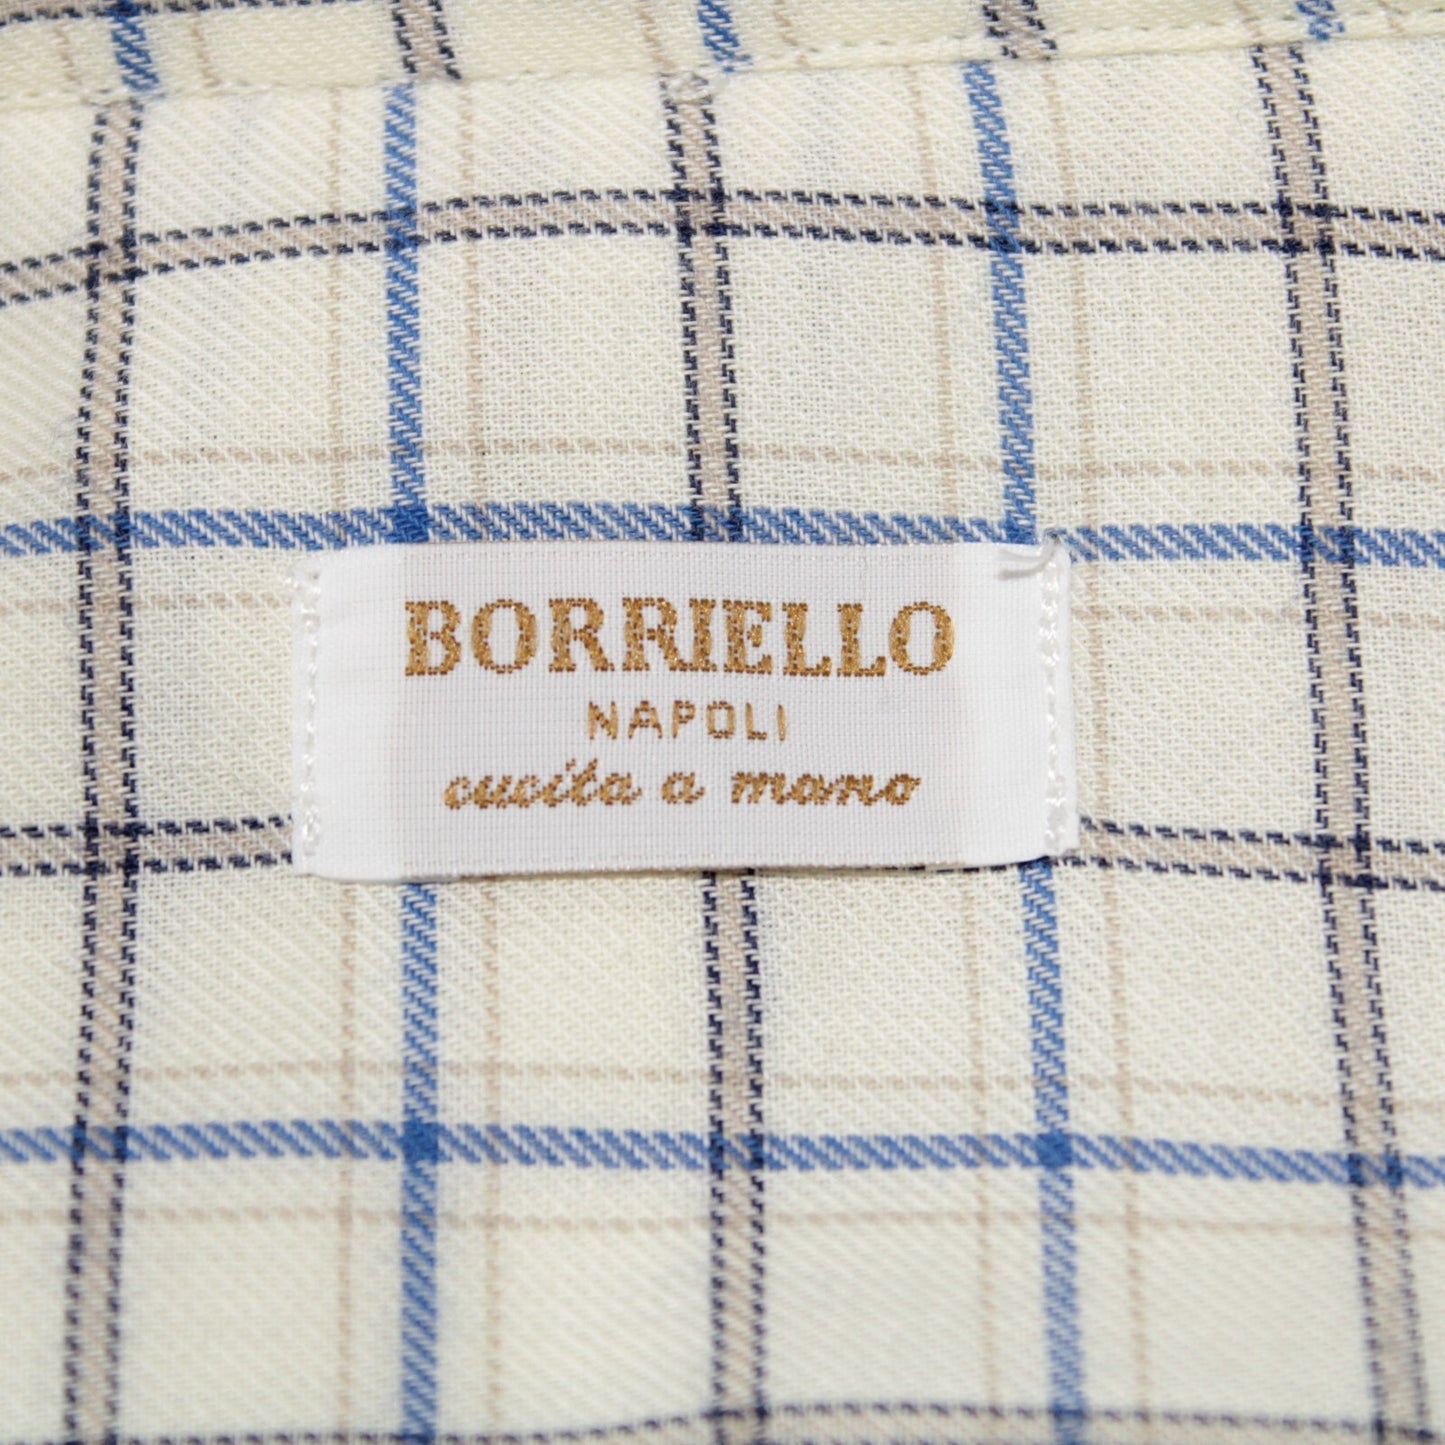 BORRIELLO
NAPOLI
cucita a mano